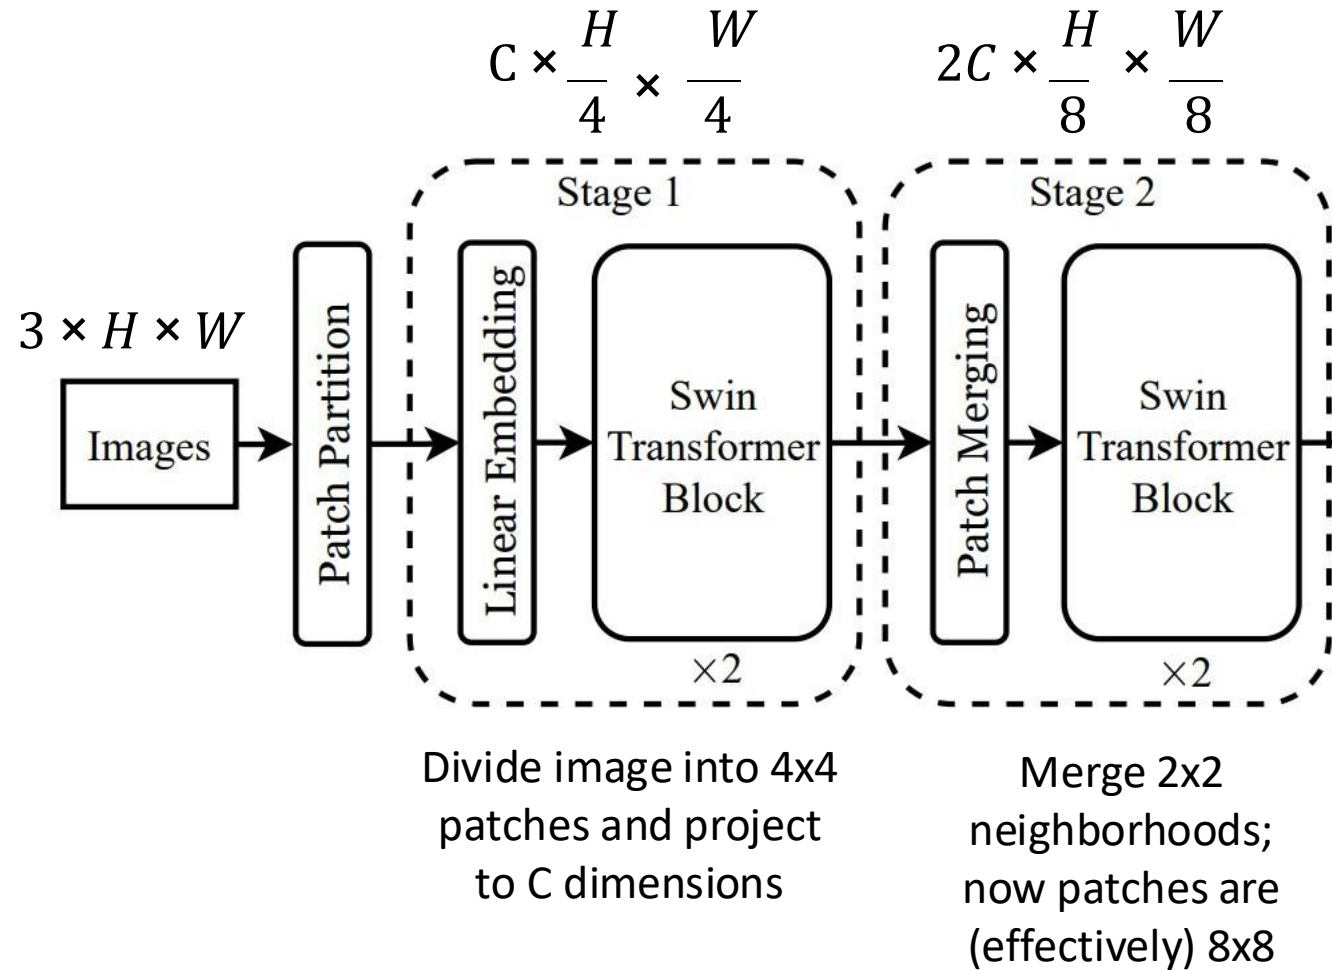 C × H/4 × W/4
2C × H/8 × W/8
Stage 1
Stage 2
3 × H × W
Images
Patch Partition
Linear Embedding
Swin
Transformer
Block
×2
Patch Merging
Swin
Transformer
Block
×2
Divide image into 4x4
patches and project
to C dimensions
Merge 2x2
neighborhoods;
now patches are
(effectively) 8x8